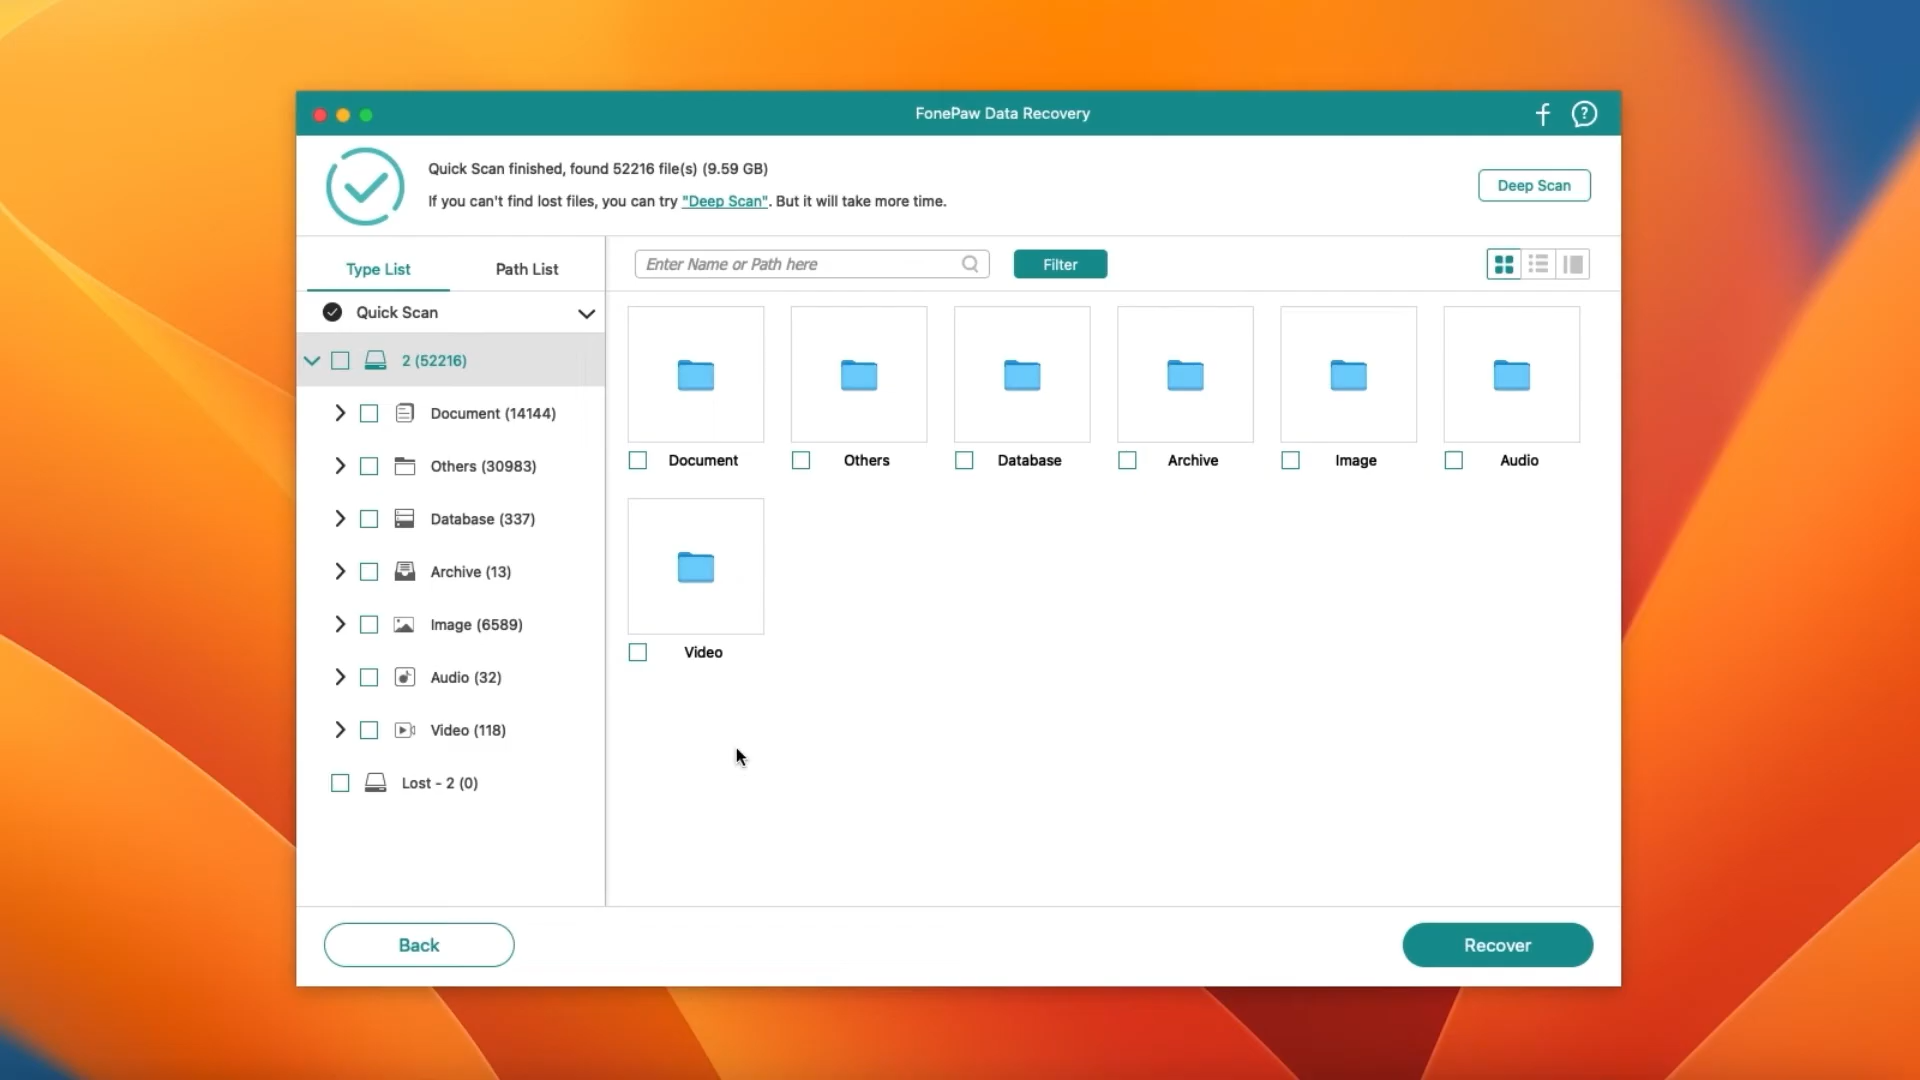 FonePaw Data Recovery
Quick Scan finished, found 52216 file(s) (9.59 GB)
If you can't find lost files, you can try "Deep Scan". But it will take more time.
Deep Scan
Type List
Path List
Enter Name or Path here
Filter
Quick Scan
2 (52216)
Document (14144)
Others (30983)
Database (337)
Archive (13)
Image (6589)
Audio (32)
Video (118)
Lost - 2 (0)
Document
Others
Database
Archive
Image
Audio
Video
Back
Recover